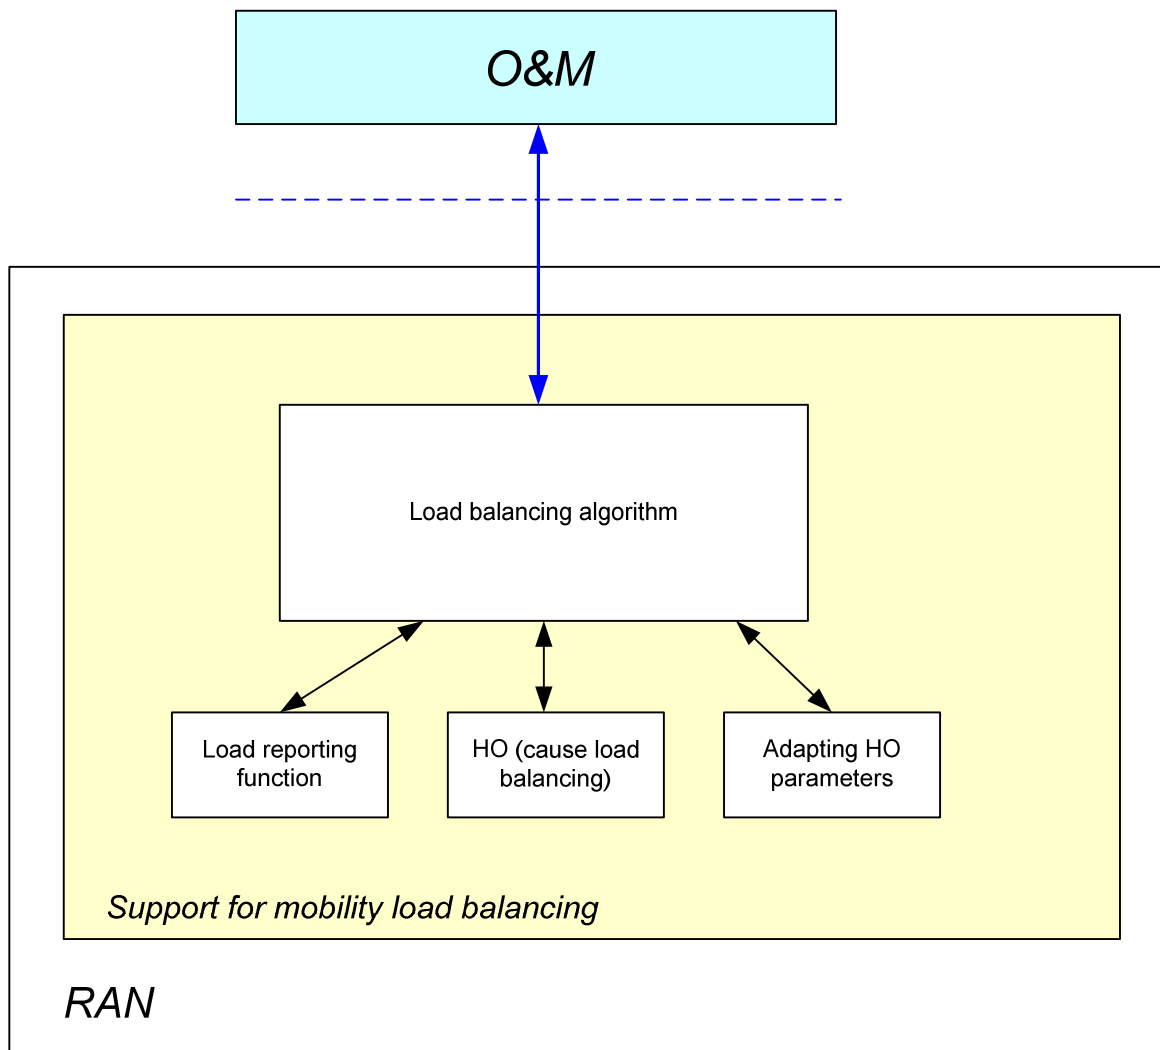 O&M
Load balancing algorithm
Load reporting
function
HO (cause load
balancing)
Adapting HO
parameters
Support for mobility load balancing
RAN